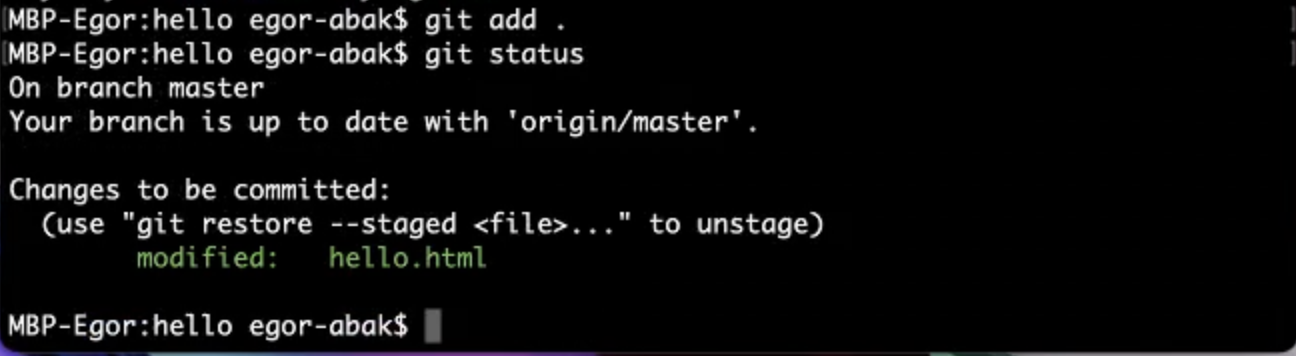 MBP-Egor:hello egor-abak$ git add .
MBP-Egor:hello egor-abak$ git status
On branch master
Your branch is up to date with 'origin/master'.

Changes to be committed:
  (use "git restore --staged <file>..." to unstage)
        modified:   hello.html

MBP-Egor:hello egor-abak$